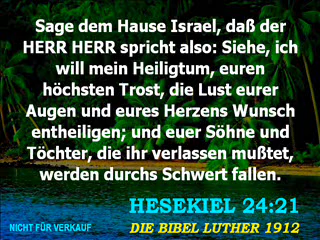 Sage dem Hause Israel, daß der
HERR HERR spricht also: Siehe, ich
will mein Heiligtum, euren
höchsten Trost, die Lust eurer
Augen und eures Herzens Wunsch
entheiligen; und euer Söhne und
Töchter, die ihr verlassen mußtet,
werden durchs Schwert fallen.
HESEKIEL 24:21
NICHT FÜR VERKAUF
DIE BIBEL LUTHER 1912